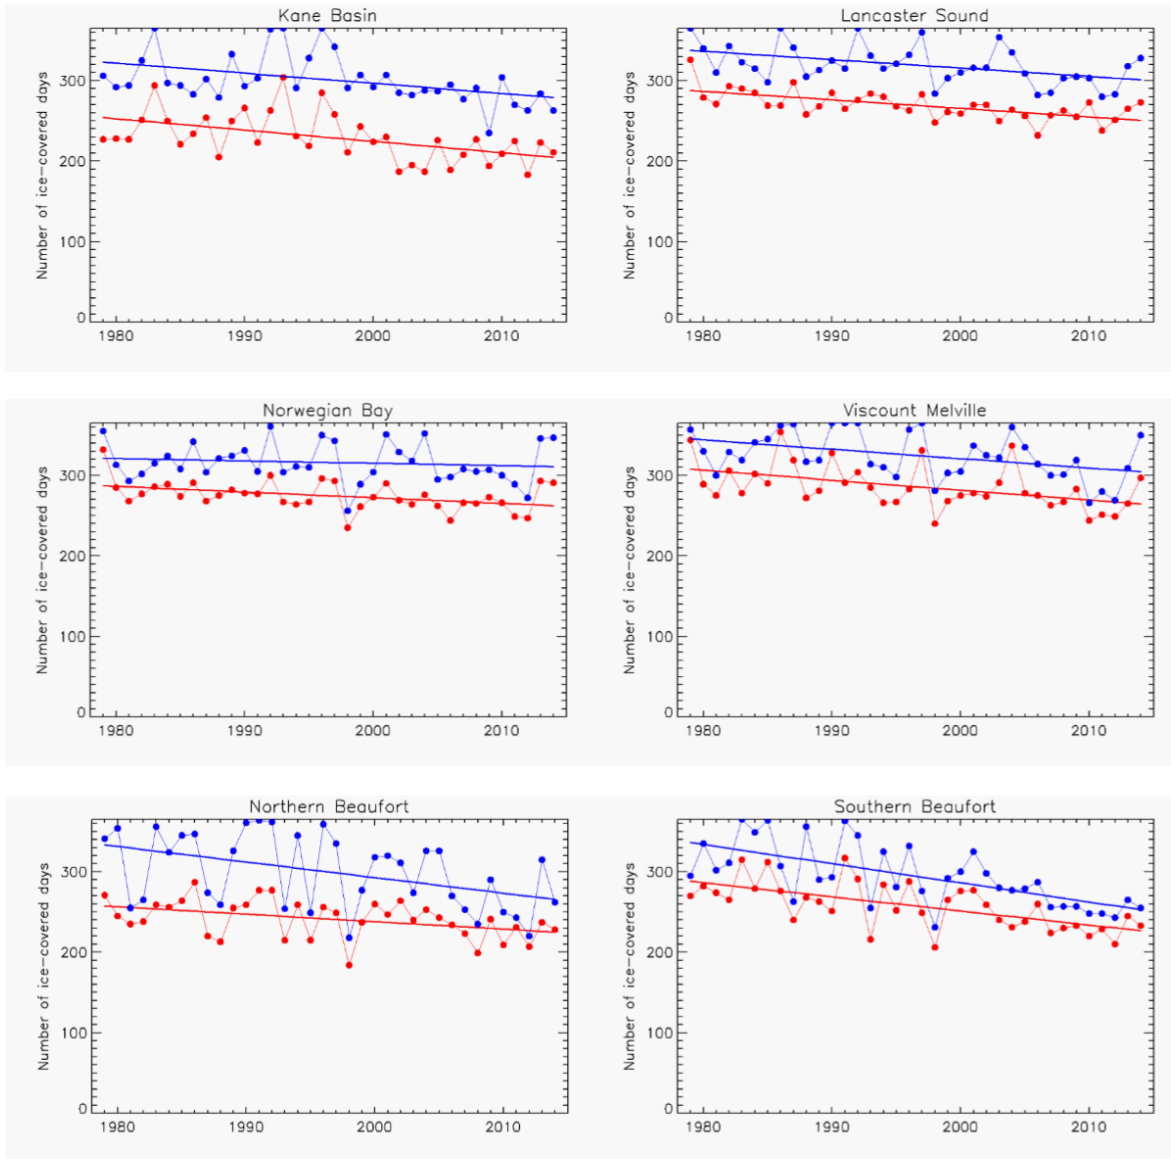 Kane Basin
Number of ice-covered days
300
200
100
0
1980 1990 2000 2010
Lancaster Sound
Number of ice-covered days
300
200
100
0
1980 1990 2000 2010
Norwegian Bay
Number of ice-covered days
300
200
100
0
1980 1990 2000 2010
Viscount Melville
Number of ice-covered days
300
200
100
0
1980 1990 2000 2010
Northern Beaufort
Number of ice-covered days
300
200
100
0
1980 1990 2000 2010
Southern Beaufort
Number of ice-covered days
300
200
100
0
1980 1990 2000 2010